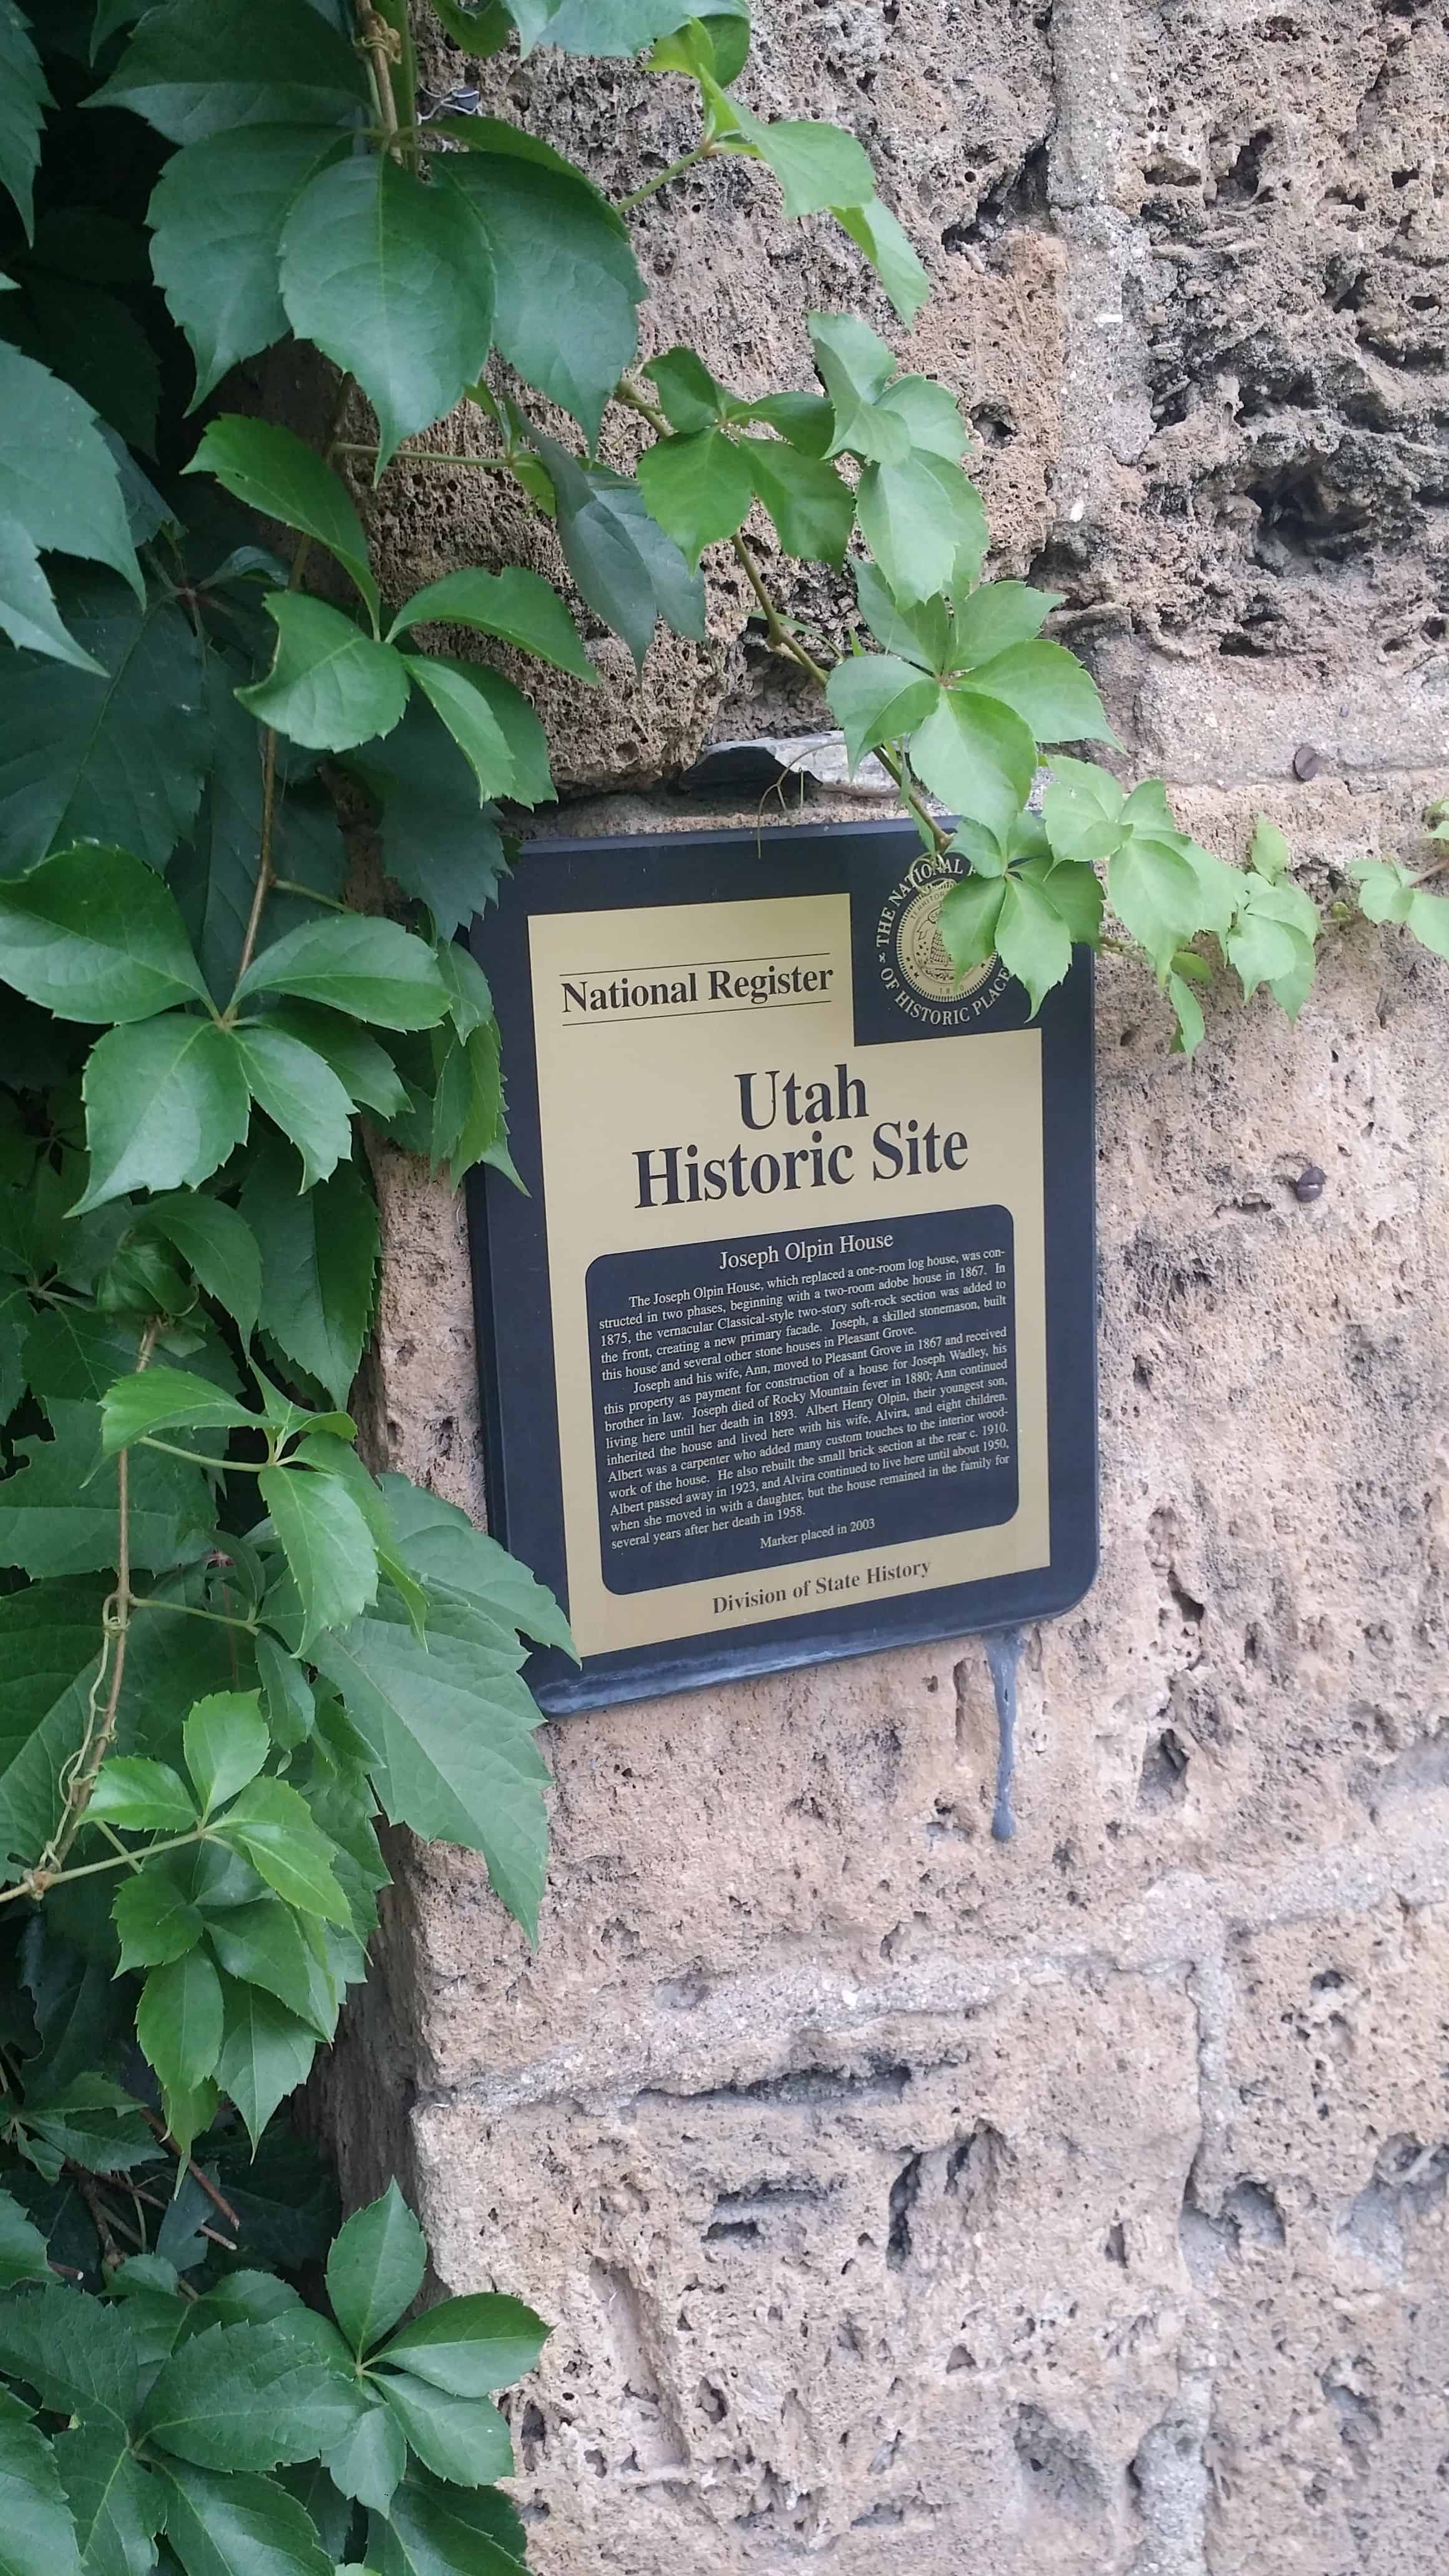 THE NATIONAL
OF HISTORIC PLACE
National Register
Utah
Historic Site
Joseph Olpin House
The Joseph Olpin House, which replaced a one-room log house, was con-
structed in two phases, beginning with a two-room adobe house in 1867. In
1875, the vernacular Classical-style two-story soft-rock section was added to
the front, creating a new primary facade. Joseph, a skilled stonemason, built
this house and several other stone houses in Pleasant Grove.
Joseph and his wife, Ann, moved to Pleasant Grove in 1867 and received
this property as payment for construction of a house for Joseph Wadley, his
brother in law. Joseph died of Rocky Mountain fever in 1880; Ann continued
living here until her death in 1893. Albert Henry Olpin, their youngest son,
inherited the house and lived here with his wife, Alvira, and eight children.
Albert was a carpenter who added many custom touches to the interior wood-
work of the house. He also rebuilt the small brick section at the rear c. 1910.
Albert passed away in 1923, and Alvira continued to live here until about 1950,
when she moved in with a daughter, but the house remained in the family for
several years after her death in 1958.
Marker placed in 2003
Division of State History